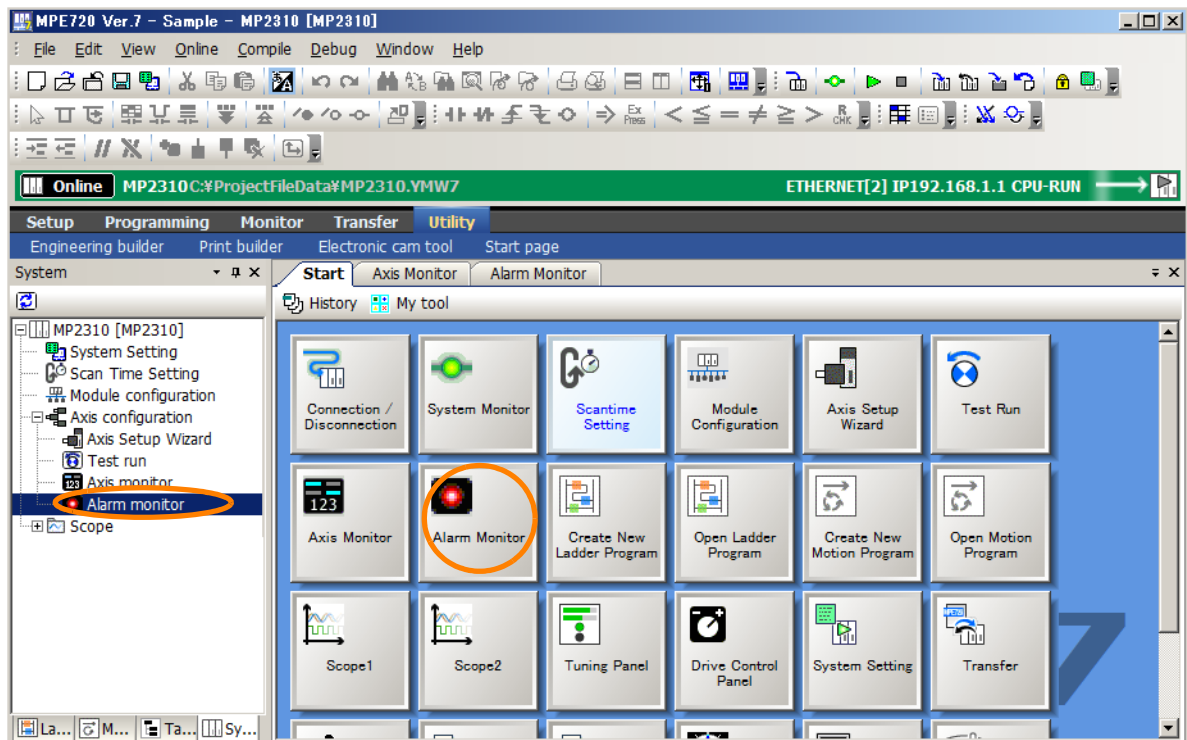 MPE720 Ver.7 - Sample - MP2310 [MP2310]
File Edit View Online Compile Debug Window Help
Online MP2310 C:¥ProjectFileData¥MP2310.YMW7 ETHERNET[2] IP192.168.1.1 CPU-RUN
Setup Programming Monitor Transfer Utility
Engineering builder Print builder Electronic cam tool Start page
System
Start Axis Monitor Alarm Monitor
History My tool
MP2310 [MP2310]
System Setting
Scan Time Setting
Module configuration
Axis configuration
Axis Setup Wizard
Test run
Axis monitor
Alarm monitor
Scope
Connection / Disconnection
System Monitor
Scantime Setting
Module Configuration
Axis Setup Wizard
Test Run
123
Axis Monitor
Alarm Monitor
Create New Ladder Program
Open Ladder Program
Create New Motion Program
Open Motion Program
Scope1
Scope2
Tuning Panel
Drive Control Panel
System Setting
Transfer
7
La... M... Ta... Sy...